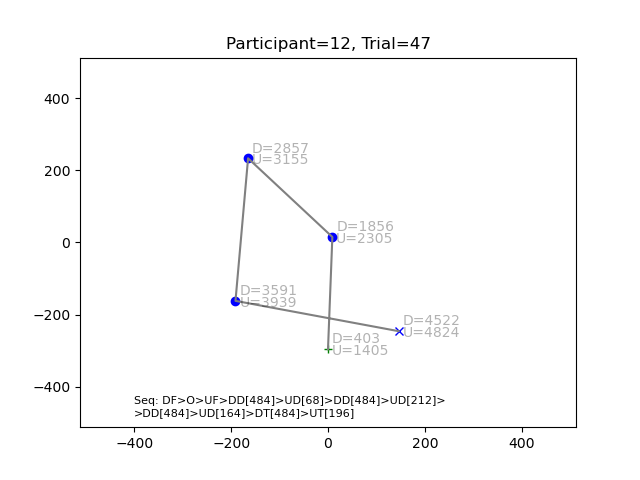 Participant=12, Trial=47
400
200
0
−200
−400
D=2857
U=3155
D=1856
U=2305
D=3591
U=3939
D=4522
U=4824
D=403
U=1405
Seq: DF>O>UF>DD[484]>UD[68]>DD[484]>UD[212]>
>DD[484]>UD[164]>DT[484]>UT[196]
−400 −200 0 200 400